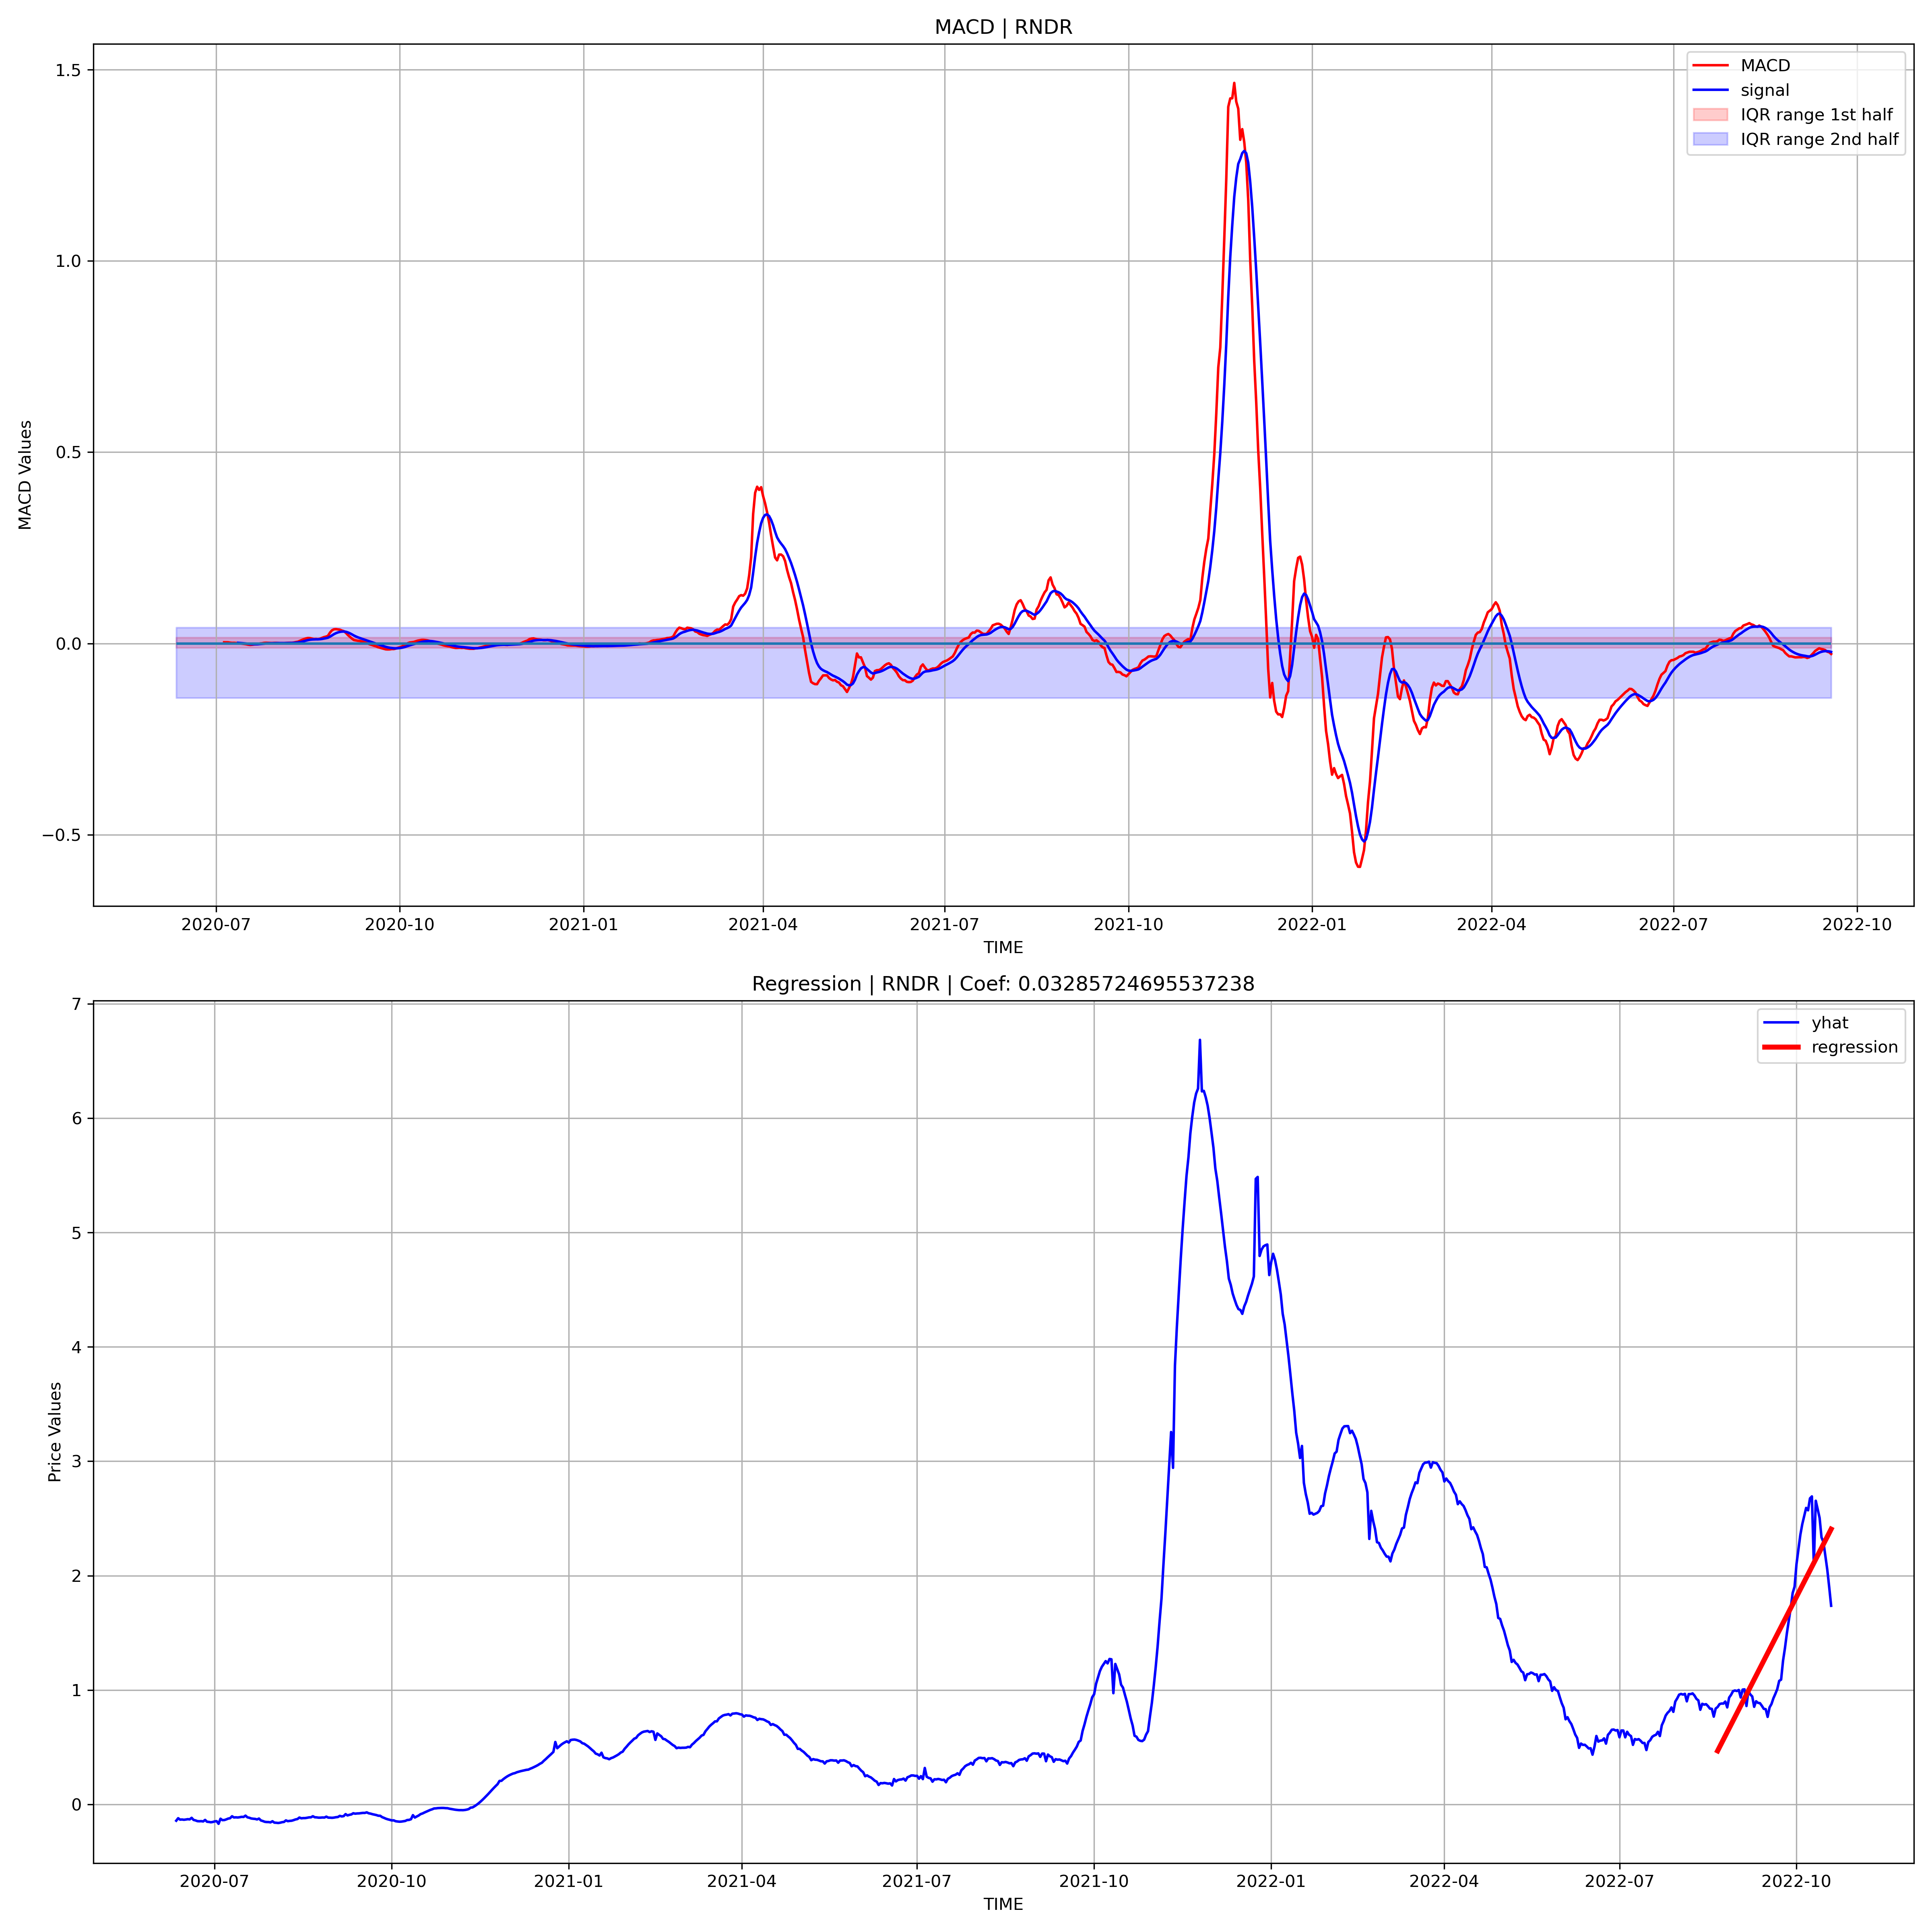 MACD | RNDR
MACD
signal
IQR range 1st half
IQR range 2nd half
1.5
1.0
0.5
0.0
−0.5
MACD Values
2020-07 2020-10 2021-01 2021-04 2021-07 2021-10 2022-01 2022-04 2022-07 2022-10
TIME
Regression | RNDR | Coef: 0.03285724695537238
yhat
regression
7
6
5
4
3
2
1
0
Price Values
2020-07 2020-10 2021-01 2021-04 2021-07 2021-10 2022-01 2022-04 2022-07 2022-10
TIME